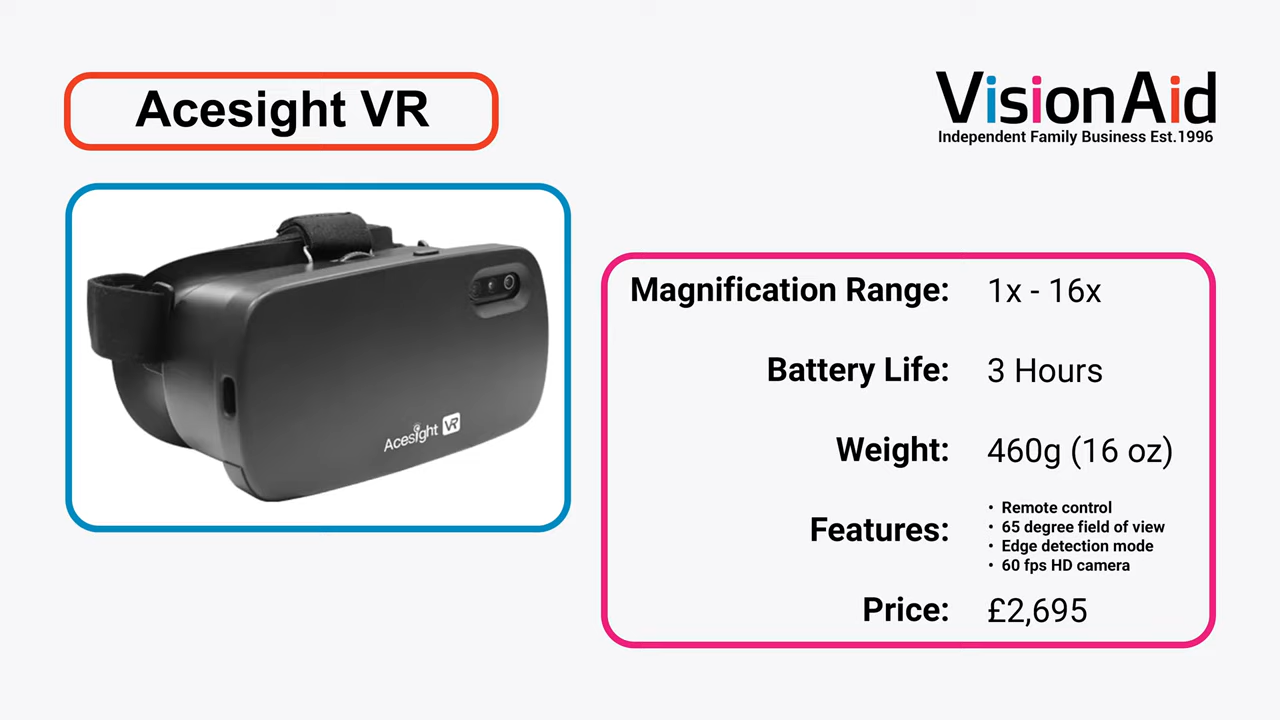 Acesight VR
VisionAid
Independent Family Business Est.1996
Acesight VR
Magnification Range: 1x - 16x
Battery Life: 3 Hours
Weight: 460g (16 oz)
Features:
• Remote control
• 65 degree field of view
• Edge detection mode
• 60 fps HD camera
Price: £2,695